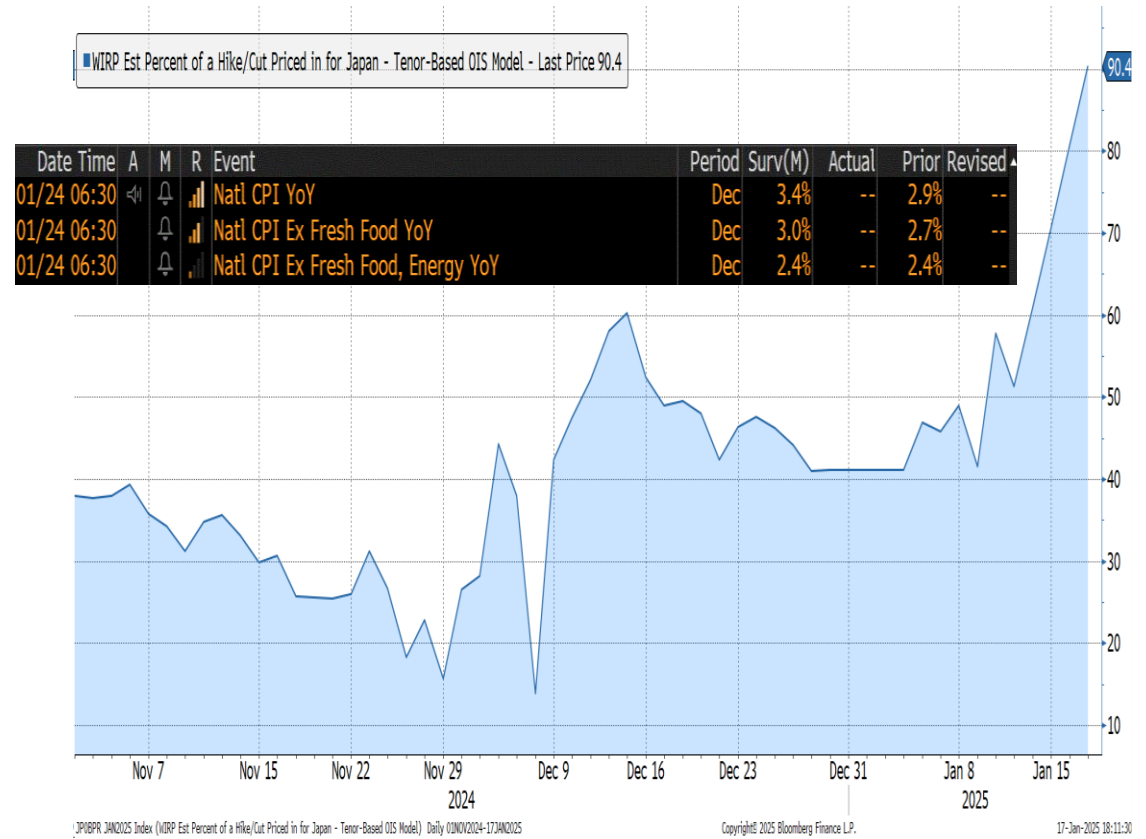 WIRP Est Percent of a Hike/Cut Priced in for Japan - Tenor-Based OIS Model - Last Price 90.4
90.4
Date Time A M R Event Period Surv(M) Actual Prior Revised
01/24 06:30 Natl CPI YoY Dec 3.4% -- 2.9% --
01/24 06:30 Natl CPI Ex Fresh Food YoY Dec 3.0% -- 2.7% --
01/24 06:30 Natl CPI Ex Fresh Food, Energy YoY Dec 2.4% -- 2.4% --
80
70
60
50
40
30
20
10
Nov 7 Nov 15 Nov 22 Nov 29 Dec 9 Dec 16 Dec 23 Dec 31 Jan 8 Jan 15
2024 2025
JP0BPR JAN2025 Index (WIRP Est Percent of a Hike/Cut Priced in for Japan - Tenor-Based OIS Model) Daily 01NOV2024-17JAN2025 Copyright© 2025 Bloomberg Finance L.P. 17-Jan-2025 18:11:30